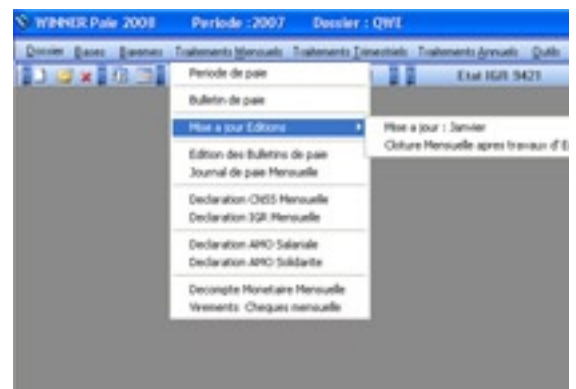 WINNER Paie 2008 Periode :2007 Dossier : QWE
Dossier Bases Baremes Traitements Mensuels Traitements Trimestriels Traitements Annuels Outils
Etat IGR 9421
Periode de paie
Bulletin de paie
Mise a jour Editions
Mise a jour : Janvier
Cloture Mensuelle apres travaux d'E
Edition des Bulletins de paie
Journal de paie Mensuelle
Declaration CNSS Mensuelle
Declaration IGR Mensuelle
Declaration AMO Salariale
Declaration AMO Solidarite
Decompte Monetaire Mensuelle
Virements Cheques mensuelle